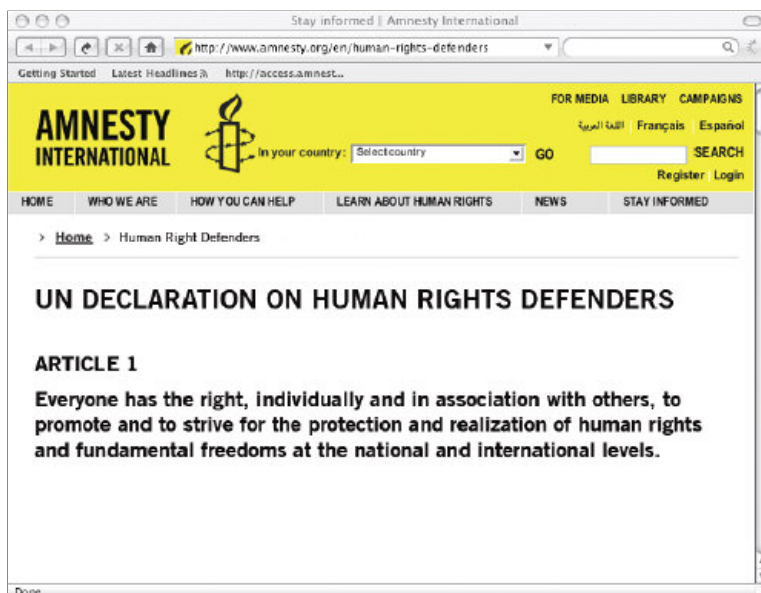 Stay informed | Amnesty International
http://www.amnesty.org/en/human-rights-defenders
Getting Started Latest Headlines http://access.amnest...
FOR MEDIA LIBRARY CAMPAIGNS
اللغة العربية Français Español
AMNESTY
INTERNATIONAL
In your country: Select country GO SEARCH
Register Login
HOME WHO WE ARE HOW YOU CAN HELP LEARN ABOUT HUMAN RIGHTS NEWS STAY INFORMED
> Home > Human Right Defenders
UN DECLARATION ON HUMAN RIGHTS DEFENDERS
ARTICLE 1
Everyone has the right, individually and in association with others, to
promote and to strive for the protection and realization of human rights
and fundamental freedoms at the national and international levels.
Done